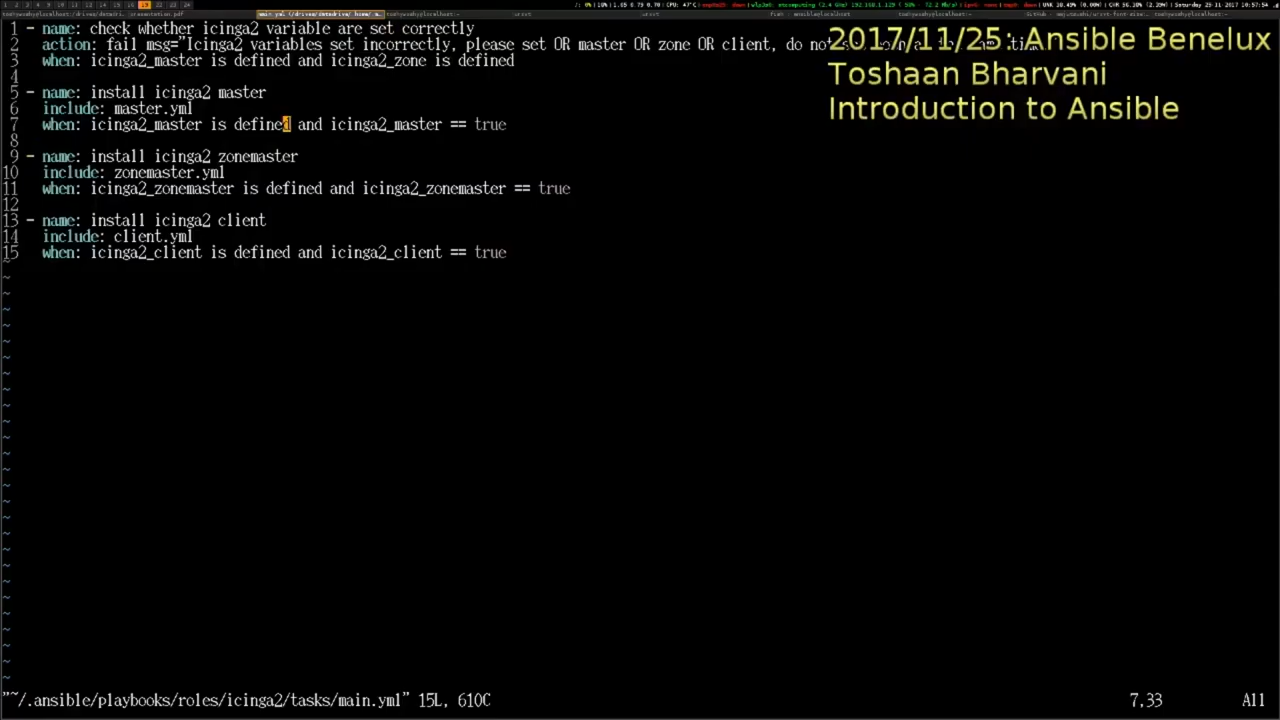 2017/11/25: Ansible Benelux
Toshaan Bharvani
Introduction to Ansible
1 - name: check whether icinga2 variable are set correctly
2 action: fail msg="Icinga2 variables set incorrectly, please set OR master OR zone OR client, do not
3 when: icinga2_master is defined and icinga2_zone is defined
4
5 - name: install icinga2 master
6 include: master.yml
7 when: icinga2_master is defined and icinga2_master == true
8
9 - name: install icinga2 zonemaster
10 include: zonemaster.yml
11 when: icinga2_zonemaster is defined and icinga2_zonemaster == true
12
13 - name: install icinga2 client
14 include: client.yml
15 when: icinga2_client is defined and icinga2_client == true
"~/.ansible/playbooks/roles/icinga2/tasks/main.yml" 15L, 610C 7,33 All